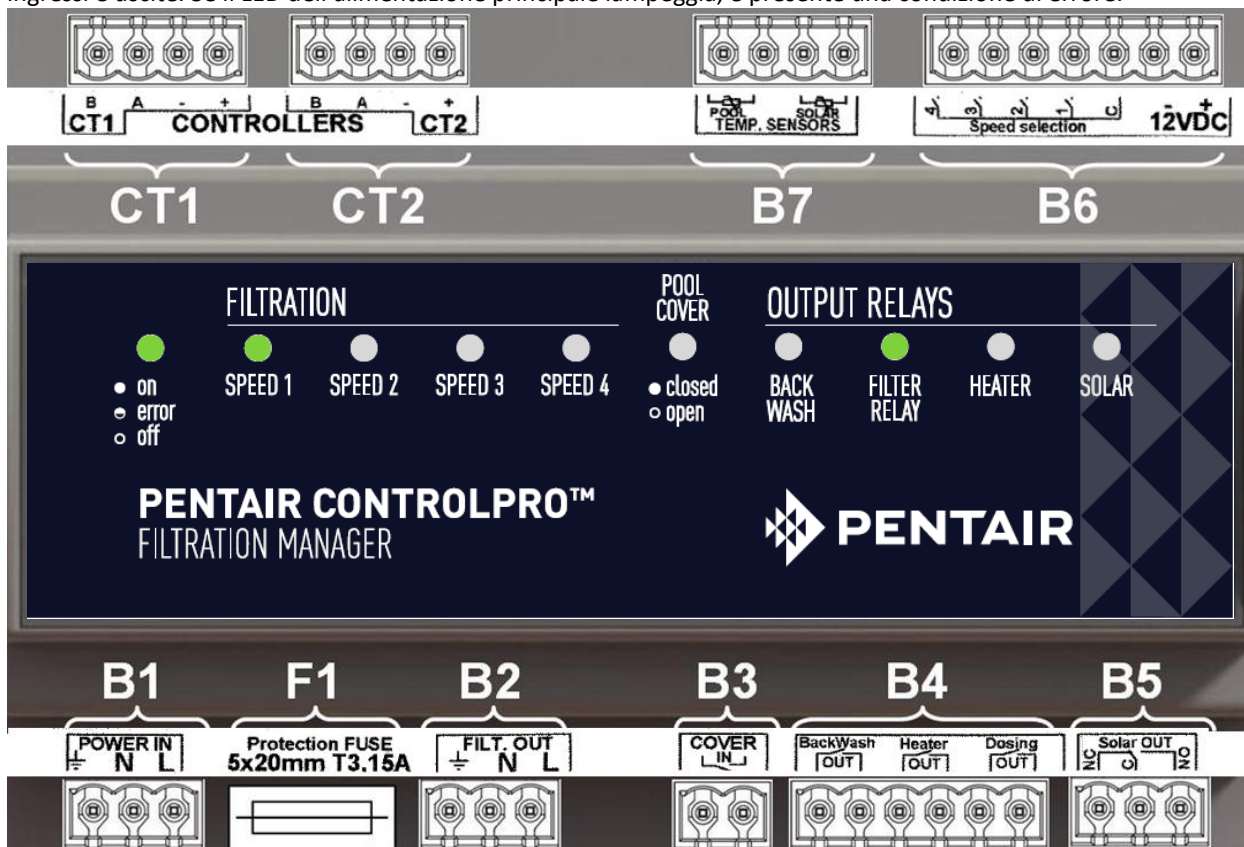 ingressi e uscite. Se il LED dell'alimentazione principale lampeggia, è presente una condizione di errore.
B A - + B A - +
CT1 CONTROLLERS CT2
POOL SOLAR
TEMP. SENSORS
4 3 2 1 C - +
Speed selection 12VDC
CT1 CT2 B7 B6
FILTRATION
POOL COVER
OUTPUT RELAYS
on
error
off
SPEED 1 SPEED 2 SPEED 3 SPEED 4
closed
open
BACK WASH
FILTER RELAY
HEATER
SOLAR
PENTAIR CONTROLPRO™
FILTRATION MANAGER
PENTAIR
B1 F1 B2 B3 B4 B5
POWER IN
N L
Protection FUSE
5x20mm T3,15A
FILT. OUT
N L
COVER
IN
BackWash Heater Dosing
OUT OUT OUT
Solar OUT
NC C NO